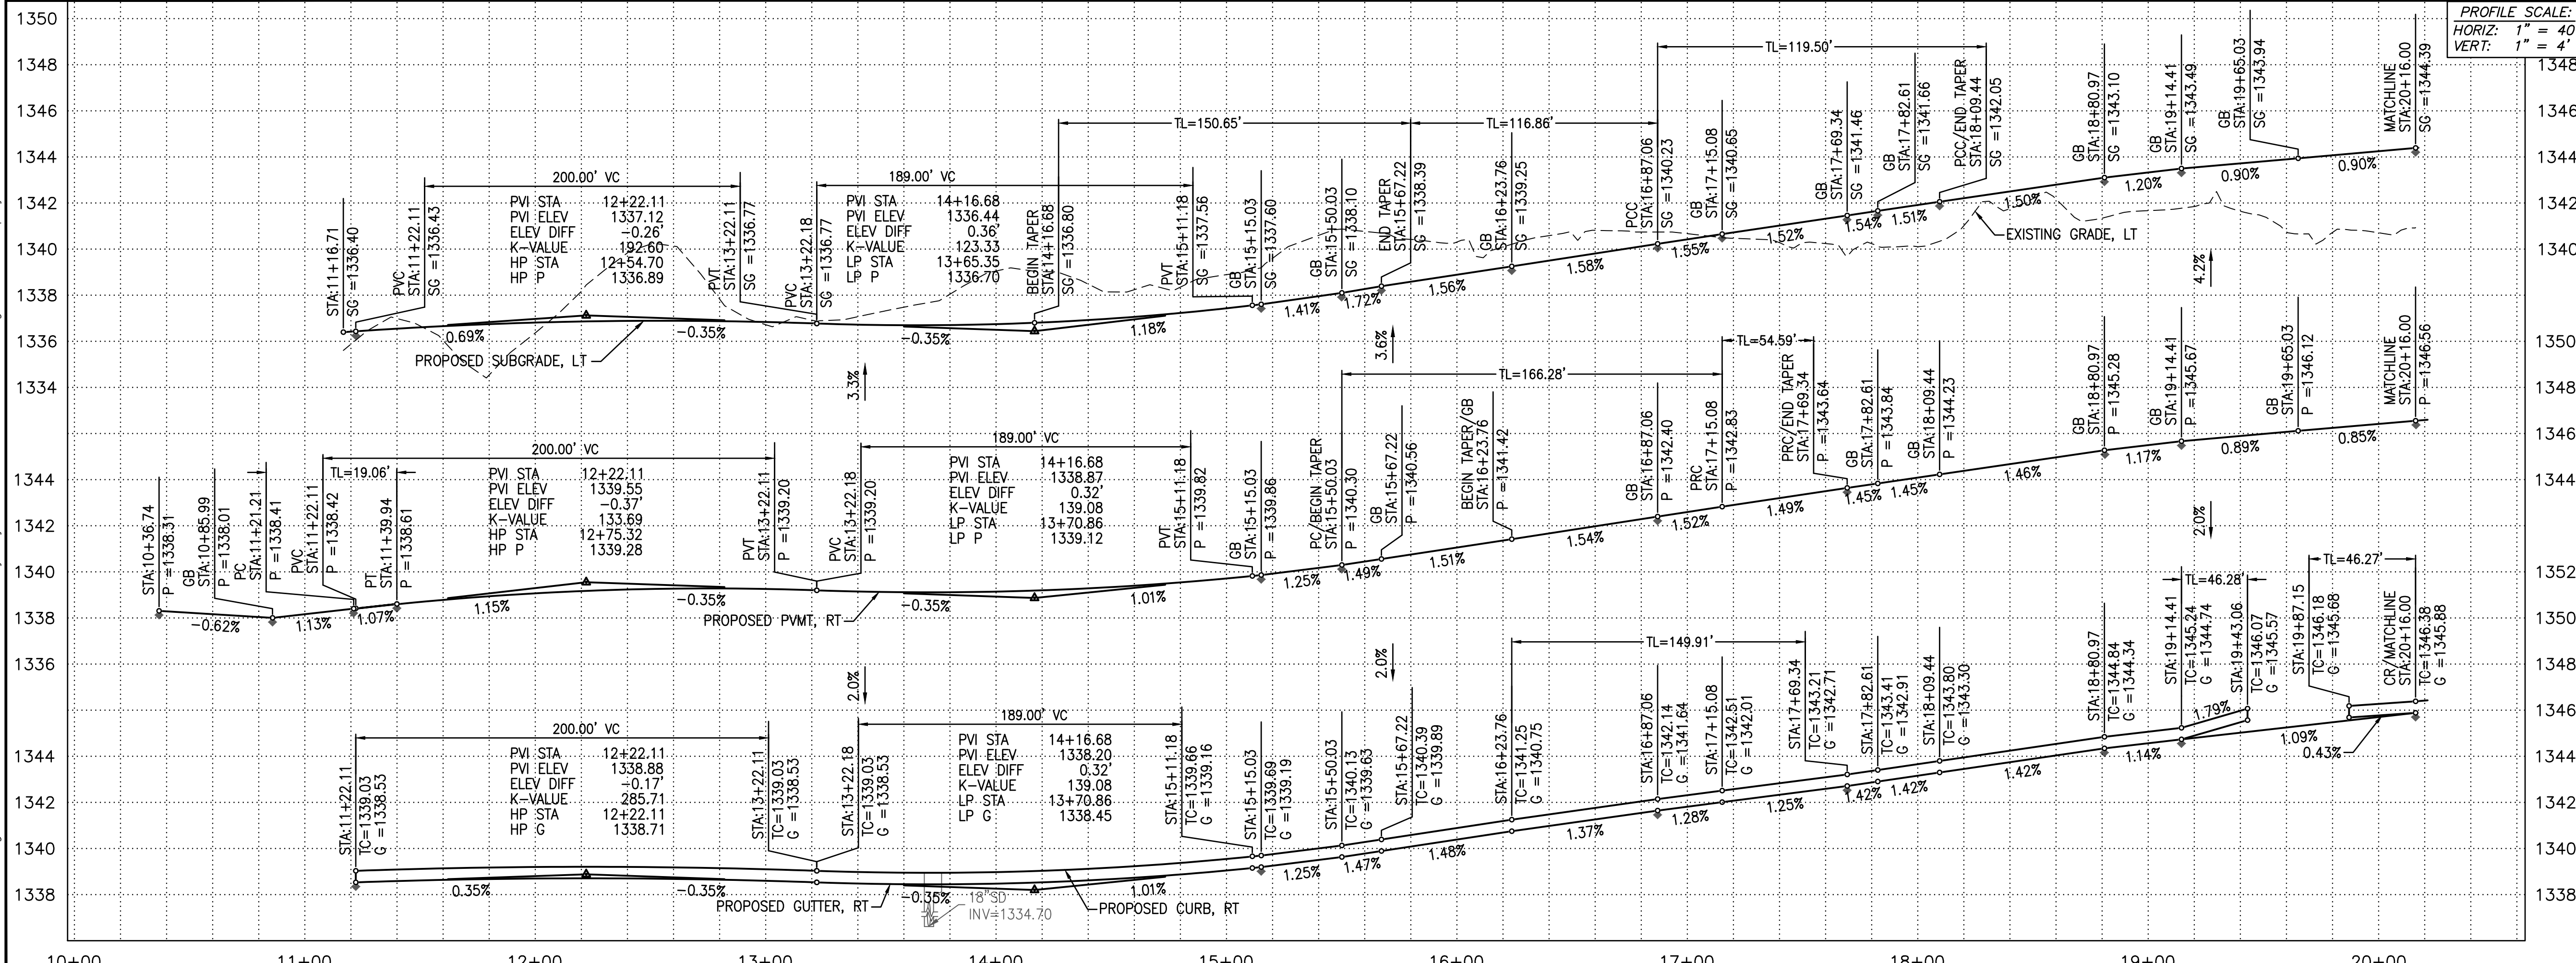 PROFILE SCALE:
HORIZ: 1" = 40
VERT: 1" = 4'
1350
1348
1346
1344
1342
1340
1338
1336
1334
1344
1342
1340
1338
1336
1344
1342
1340
1338
1348
1346
1344
1342
1340
1338
1350
1348
1346
1344
1352
1350
1348
1346
1344
1342
1340
1338
STA:11+16.71
SG =1336.40
PVC
STA:11+22.11
SG =1336.43
200.00' VC
PVI STA 12+22.11
PVI ELEV 1337.12
ELEV DIFF -0.26'
K-VALUE 192.60
HP STA 12+54.70
HP P 1336.89
PVT
STA:13+22.11
SG =1336.77
PVC
STA:13+22.18
SG =1336.77
189.00' VC
PVI STA 14+16.68
PVI ELEV 1336.44
ELEV DIFF 0.36'
K-VALUE 123.33
LP STA 13+65.35
LP P 1336.70
BEGIN TAPER
STA:14+16.68
SG =1336.80
TL=150.65'
PVT
STA:15+11.18
SG =1337.56
GB
STA:15+15.03
SG =1337.60
GB
STA:15+50.03
SG =1338.10
END TAPER
STA:15+67.22
SG =1338.39
TL=116.86'
GB
STA:16+23.76
SG =1339.25
PCC
STA:16+87.06
SG =1340.23
TL=119.50'
GB
STA:17+15.08
SG =1340.65
GB
STA:17+69.34
SG =1341.46
GB
STA:17+82.61
SG =1341.66
PCC/END TAPER
STA:18+09.44
SG =1342.05
GB
STA:18+80.97
SG =1343.10
GB
STA:19+14.41
SG =1343.49
GB
STA:19+65.03
SG =1343.94
MATCHLINE
STA:20+16.00
SG =1344.39
0.69%
-0.35%
-0.35%
1.18%
1.41%
1.72%
1.56%
1.58%
1.55%
1.52%
1.54%
1.51%
1.50%
1.20%
0.90%
0.90%
PROPOSED SUBGRADE, LT
EXISTING GRADE, LT
3.3%
3.6%
4.2%
STA:10+36.74
P =1338.31
GB
STA:10+85.99
P =1338.01
PC
STA:11+21.21
P =1338.41
PVC
STA:11+22.11
P =1338.42
TL=19.06'
PT
STA:11+39.94
P =1338.61
200.00' VC
PVI STA 12+22.11
PVI ELEV 1339.55
ELEV DIFF -0.37'
K-VALUE 133.69
HP STA 12+75.32
HP P 1339.28
PVT
STA:13+22.11
P =1339.20
PVC
STA:13+22.18
P =1339.20
189.00' VC
PVI STA 14+16.68
PVI ELEV 1338.87
ELEV DIFF 0.32'
K-VALUE 139.08
LP STA 13+70.86
LP P 1339.12
PVT
STA:15+11.18
P =1339.82
GB
STA:15+15.03
P =1339.86
PC/BEGIN TAPER
STA:15+50.03
P =1340.30
TL=166.28'
GB
STA:15+67.22
P =1340.56
BEGIN TAPER/GB
STA:16+23.76
P =1341.42
GB
STA:16+87.06
P =1342.40
PRC
STA:17+15.08
P =1342.83
TL=54.59'
PRC/END TAPER
STA:17+69.34
P =1343.64
GB
STA:17+82.61
P =1343.84
GB
STA:18+09.44
P =1344.23
GB
STA:18+80.97
P =1345.28
GB
STA:19+14.41
P =1345.67
GB
STA:19+65.03
P =1346.12
MATCHLINE
STA:20+16.00
P =1346.56
-0.62%
1.13%
1.07%
1.15%
-0.35%
-0.35%
1.01%
1.25%
1.49%
1.51%
1.54%
1.52%
1.49%
1.45%
1.45%
1.46%
1.17%
0.89%
0.85%
PROPOSED PVMT, RT
2.0%
2.0%
2.0%
STA:11+22.11
TC=1339.03
G =1338.53
200.00' VC
PVI STA 12+22.11
PVI ELEV 1338.88
ELEV DIFF -0.17'
K-VALUE 285.71
HP STA 12+22.11
HP G 1338.71
STA:13+22.11
TC=1339.03
G =1338.53
STA:13+22.18
TC=1339.03
G =1338.53
189.00' VC
PVI STA 14+16.68
PVI ELEV 1338.20
ELEV DIFF 0.32'
K-VALUE 139.08
LP STA 13+70.86
LP G 1338.45
STA:15+11.18
TC=1339.66
G =1339.16
STA:15+15.03
TC=1339.69
G =1339.19
STA:15+50.03
TC=1340.13
G =1339.63
STA:15+67.22
TC=1340.39
G =1339.89
STA:16+23.76
TC=1341.25
G =1340.75
TL=149.91'
STA:16+87.06
TC=1342.14
G =1341.64
STA:17+15.08
TC=1342.51
G =1342.01
STA:17+69.34
TC=1343.21
G =1342.71
STA:17+82.61
TC=1343.41
G =1342.91
STA:18+09.44
TC=1343.80
G =1343.30
STA:18+80.97
TC=1344.84
G =1344.34
STA:19+14.41
TC=1345.24
G =1344.74
TL=46.28'
STA:19+43.06
TC=1346.07
G =1345.57
STA:19+87.15
TC=1346.18
G =1345.68
TL=46.27'
CR/MATCHLINE
STA:20+16.00
TC=1346.38
G =1345.88
0.35%
-0.35%
-0.35%
1.01%
1.25%
1.47%
1.48%
1.37%
1.28%
1.25%
1.42%
1.42%
1.42%
1.14%
1.79%
1.09%
0.43%
PROPOSED GUTTER, RT
18"SD
INV=1334.70
PROPOSED CURB, RT
10+00
11+00
12+00
13+00
14+00
15+00
16+00
17+00
18+00
19+00
20+00